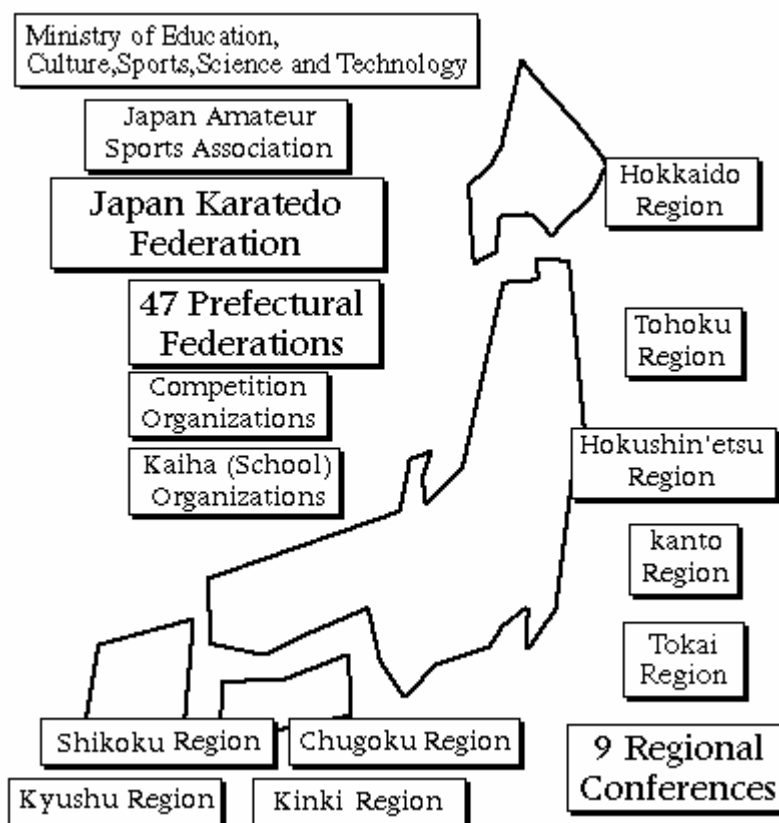 Ministry of Education,
Culture,Sports,Science and Technology
Japan Amateur
Sports Association
Japan Karatedo
Federation
47 Prefectural
Federations
Competition
Organizations
Kaiha (School)
Organizations
Hokkaido
Region
Tohoku
Region
Hokushin'etsu
Region
kanto
Region
Tokai
Region
Shikoku Region
Chugoku Region
Kyushu Region
Kinki Region
9 Regional
Conferences